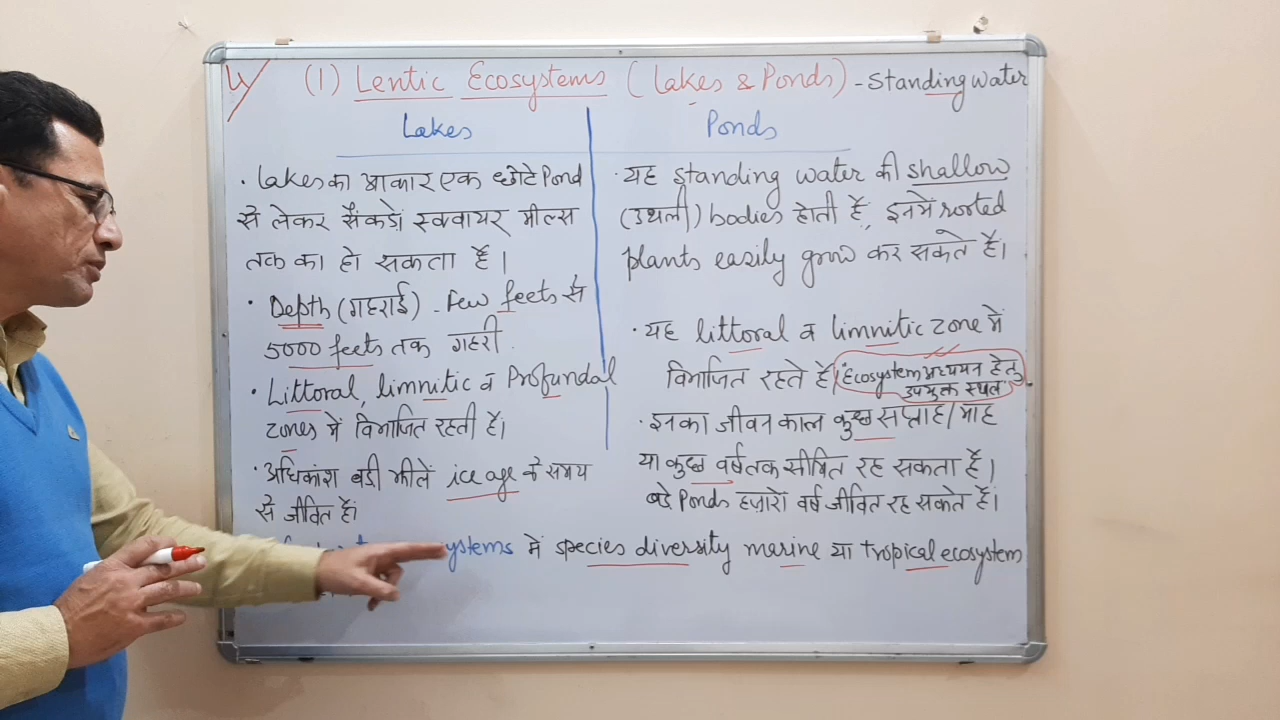 4/ (1) Lentic Ecosystems (Lakes & Ponds) - Standing water
Lakes
• Lakes का आकार एक छोटे Pond
से लेकर सैंकडों स्क्वायर मील्स
तक का हो सकता है।
• Depth (गहराई) - Few feets से
5000 feets तक गहरी.
• Littoral, limnitic व Profundal
zones में विभाजित रहती है।
• अधिकांश बडी झीलें ice age के समय
से जीवित हैं।
Ponds
• यह standing water की shallow
(उथली) bodies होती हैं, इनमें rooted
plants easily grow कर सकते हैं।
• यह littoral व limnitic zone में
विभाजित रहते हैं। Ecosystem अध्ययन हेतु
उपयुक्त स्थल
• इनका जीवन काल कुछ सप्ताह/माह
या कुछ वर्ष तक सीमित रह सकता है।
बडे Ponds हजारो वर्ष जीवित रह सकते हैं।
ystems में species diversity marine या tropical ecosystem